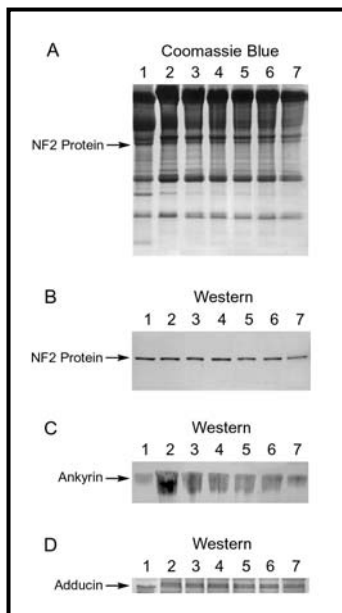 A
Coomassie Blue
1 2 3 4 5 6 7
NF2 Protein
B
Western
1 2 3 4 5 6 7
NF2 Protein
C
Western
1 2 3 4 5 6 7
Ankyrin
D
Western
1 2 3 4 5 6 7
Adducin